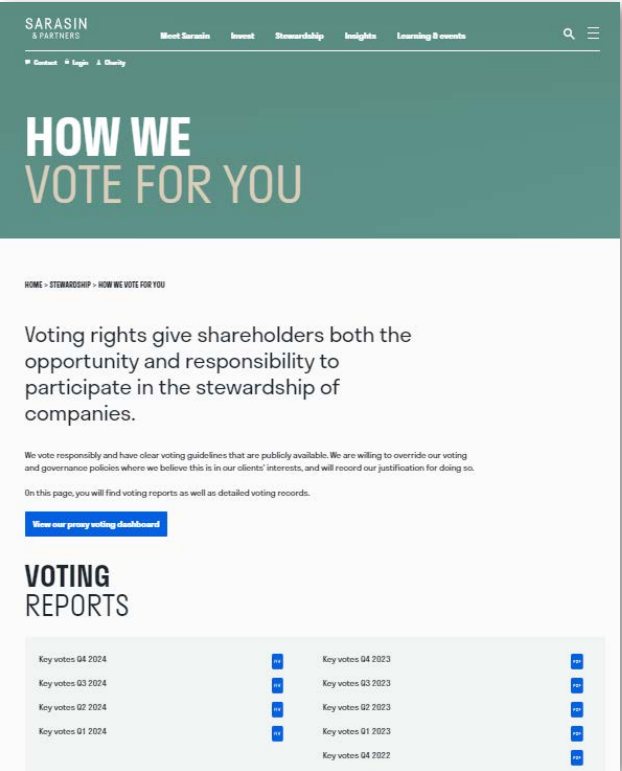 SARASIN
& PARTNERS
Meet Sarasin Invest Stewardship Insights Learning & events
Contact Login Charity
HOW WE
VOTE FOR YOU
HOME > STEWARDSHIP > HOW WE VOTE FOR YOU
Voting rights give shareholders both the
opportunity and responsibility to
participate in the stewardship of
companies.
We vote responsibly and have clear voting guidelines that are publicly available. We are willing to override our voting
and governance policies where we believe this is in our clients' interests, and will record our justification for doing so.
On this page, you will find voting reports as well as detailed voting records.
View our proxy voting dashboard
VOTING
REPORTS
Key votes Q4 2024
Key votes Q3 2024
Key votes Q2 2024
Key votes Q1 2024
Key votes Q4 2023 PDF
Key votes Q3 2023 PDF
Key votes Q2 2023 PDF
Key votes Q1 2023 PDF
Key votes Q4 2022 PDF